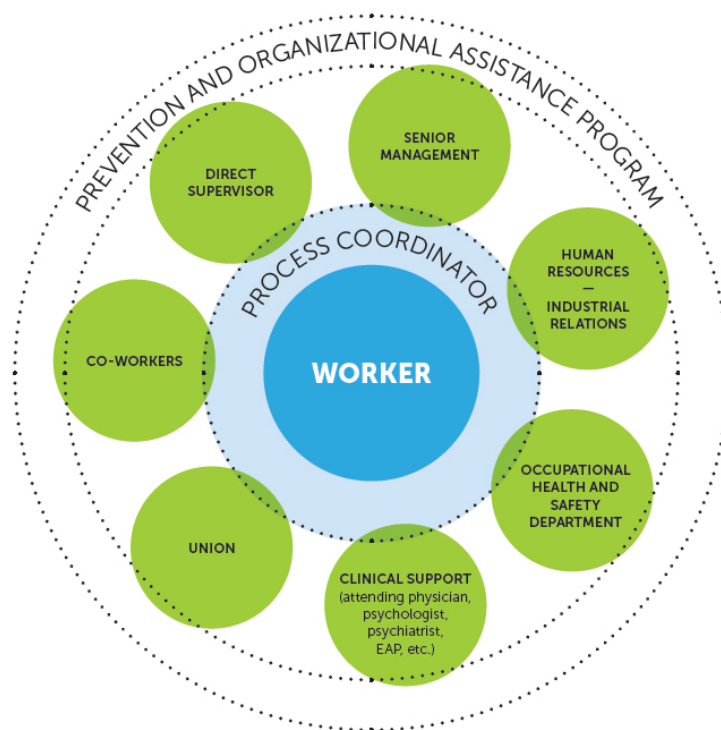 PREVENTION AND ORGANIZATIONAL ASSISTANCE PROGRAM
SENIOR
MANAGEMENT
DIRECT
SUPERVISOR
PROCESS COORDINATOR
HUMAN
RESOURCES
—
INDUSTRIAL
RELATIONS
CO-WORKERS
WORKER
OCCUPATIONAL
HEALTH AND
SAFETY
DEPARTMENT
UNION
CLINICAL SUPPORT
(attending physician,
psychologist,
psychiatrist,
EAP, etc.)